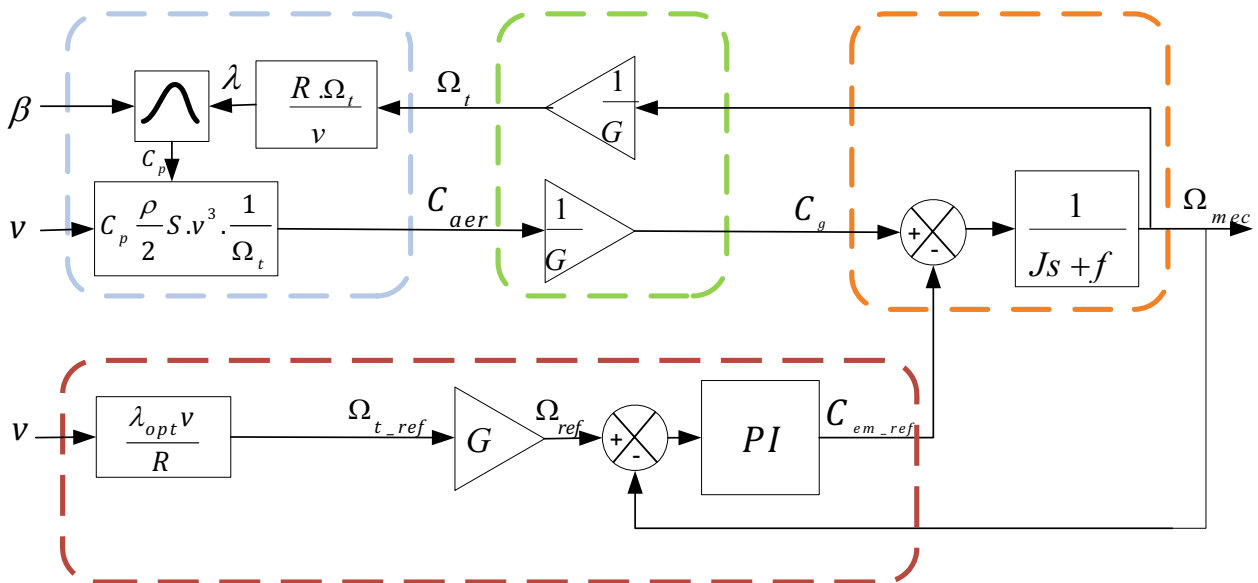 β
λ
R .Ω_t / v
Ω_t
1 / G
C_p
v
C_p ρ/2 S.v³. 1/Ω_t
C_aer
1 / G
C_g
+
-
1 / Js + f
Ω_mec
v
λ_opt v / R
Ω_t_ref
G
Ω_ref
+
-
PI
C_em_ref